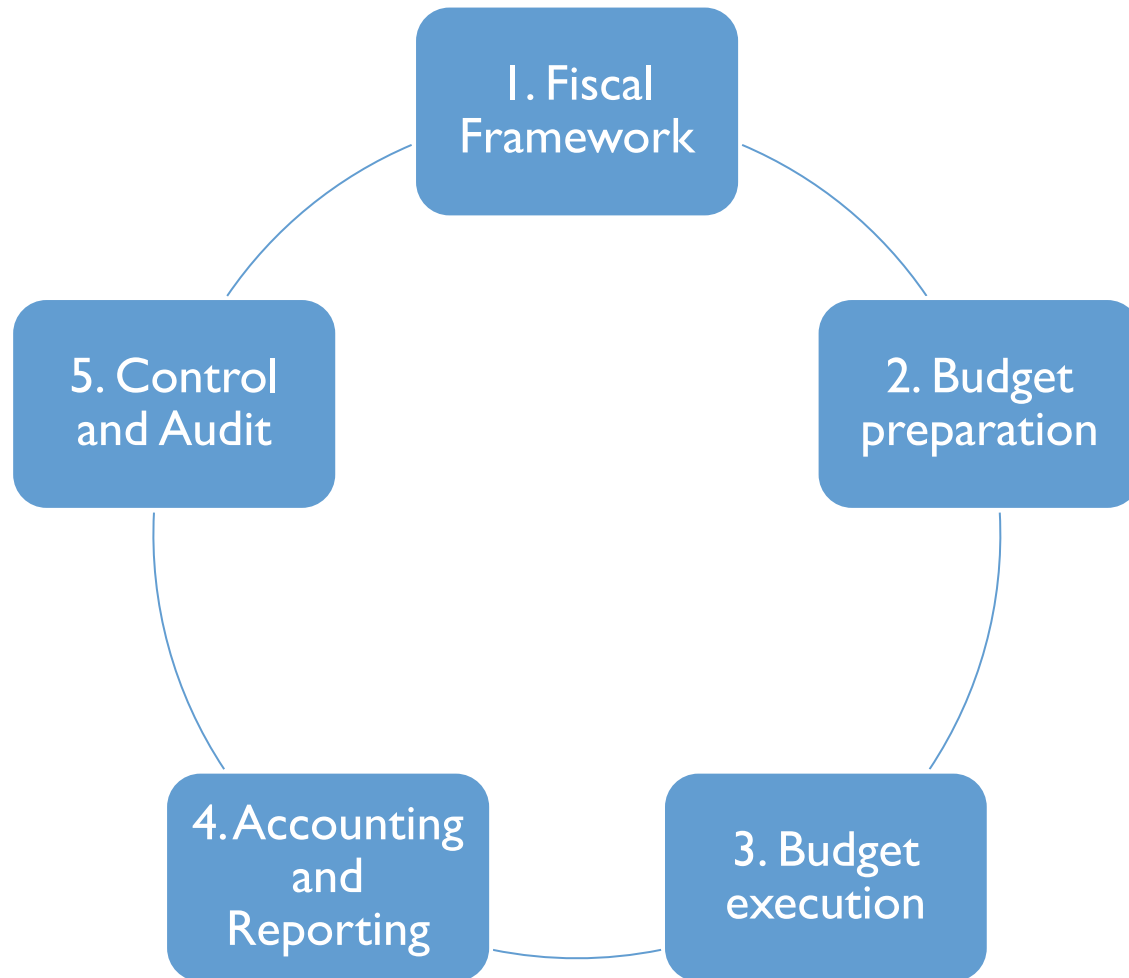 1. Fiscal
Framework
2. Budget
preparation
3. Budget
execution
4. Accounting
and
Reporting
5. Control
and Audit